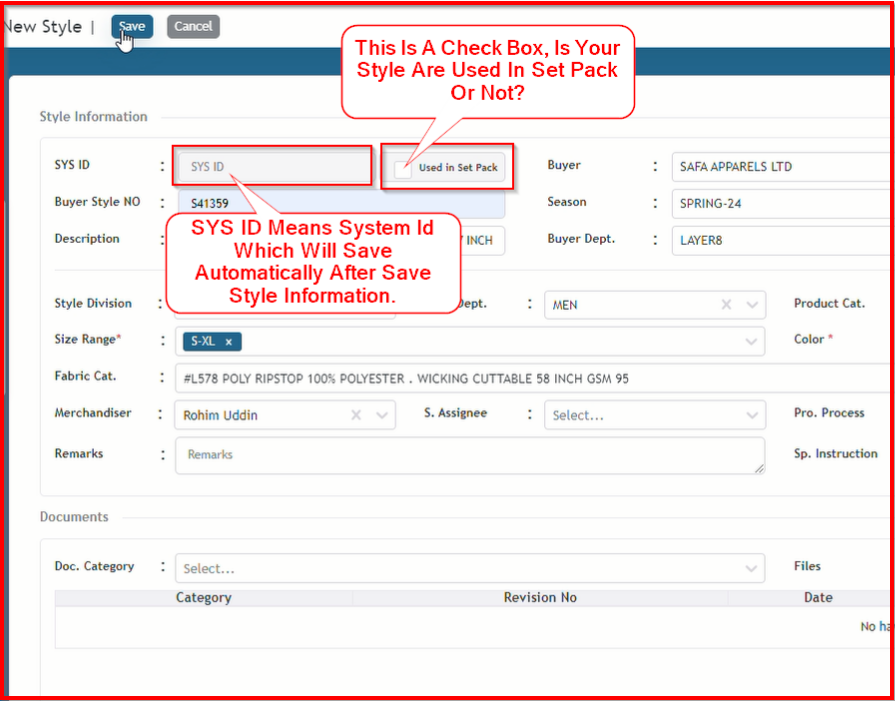 New Style | Save Cancel
This Is A Check Box, Is Your
Style Are Used In Set Pack
Or Not?
Style Information
SYS ID : SYS ID Used in Set Pack Buyer : SAFA APPARELS LTD
Buyer Style NO : S41359 Season : SPRING-24
Description : INCH Buyer Dept. : LAYER8
SYS ID Means System Id
Which Will Save
Automatically After Save
Style Information.
Style Division : Dept. : MEN Product Cat.
Size Range* : S-XL x Color *
Fabric Cat. : #L578 POLY RIPSTOP 100% POLYESTER . WICKING CUTTABLE 58 INCH GSM 95
Merchandiser : Rohim Uddin S. Assignee : Select... Pro. Process
Remarks : Remarks Sp. Instruction
Documents
Doc. Category : Select... Files
Category Revision No Date
No ha